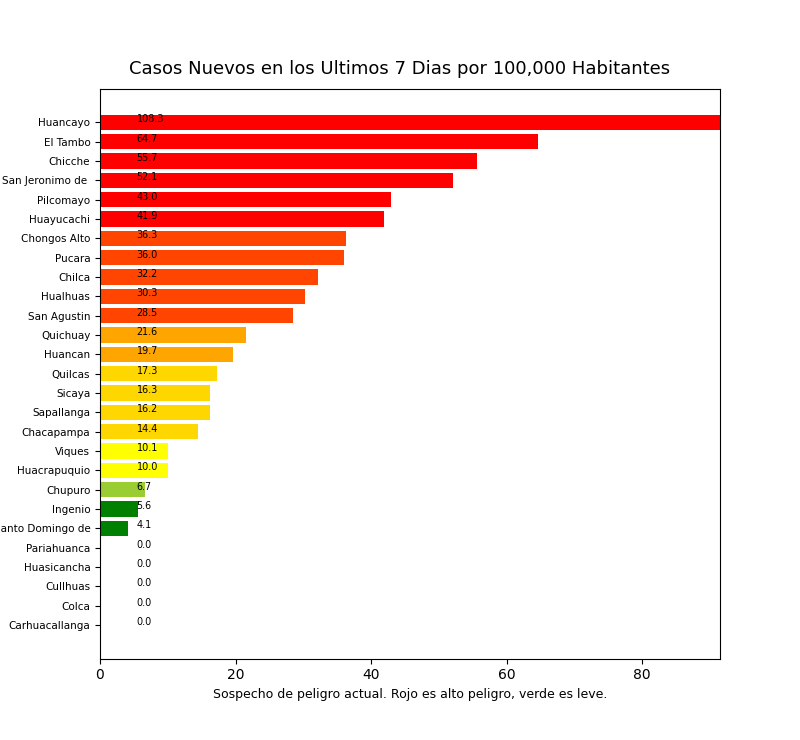 Casos Nuevos en los Ultimos 7 Dias por 100,000 Habitantes
Huancayo 108.3
El Tambo 64.7
Chicche 55.7
San Jeronimo de 52.1
Pilcomayo 43.0
Huayucachi 41.9
Chongos Alto 36.3
Pucara 36.0
Chilca 32.2
Hualhuas 30.3
San Agustin 28.5
Quichuay 21.6
Huancan 19.7
Quilcas 17.3
Sicaya 16.3
Sapallanga 16.2
Chacapampa 14.4
Viques 10.1
Huacrapuquio 10.0
Chupuro 6.7
Ingenio 5.6
anto Domingo de 4.1
Pariahuanca 0.0
Huasicancha 0.0
Cullhuas 0.0
Colca 0.0
Carhuacallanga 0.0
0 20 40 60 80
Sospecho de peligro actual. Rojo es alto peligro, verde es leve.